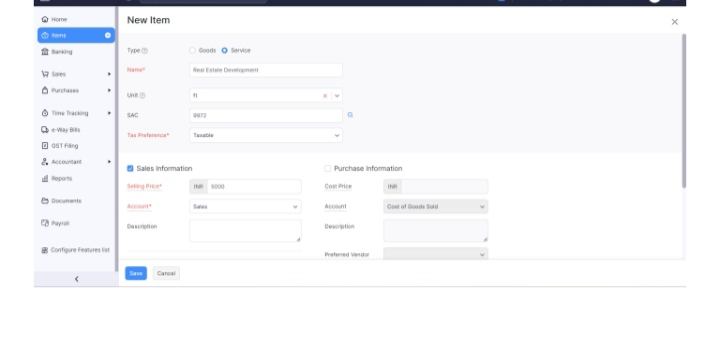 Home
New Item
Items
Banking
Type
Goods
Service
Name*
Real Estate Development
Sales
Purchases
Unit
ft
SAC
9972
Time Tracking
e-Way Bills
Tax Preference*
Taxable
GST Filing
Accountant
Sales Information
Purchase Information
Reports
Selling Price*
INR
5000
Cost Price
INR
Documents
Account*
Sales
Account
Cost of Goods Sold
Payroll
Description
Description
Configure Features list
Preferred Vendor
Save
Cancel